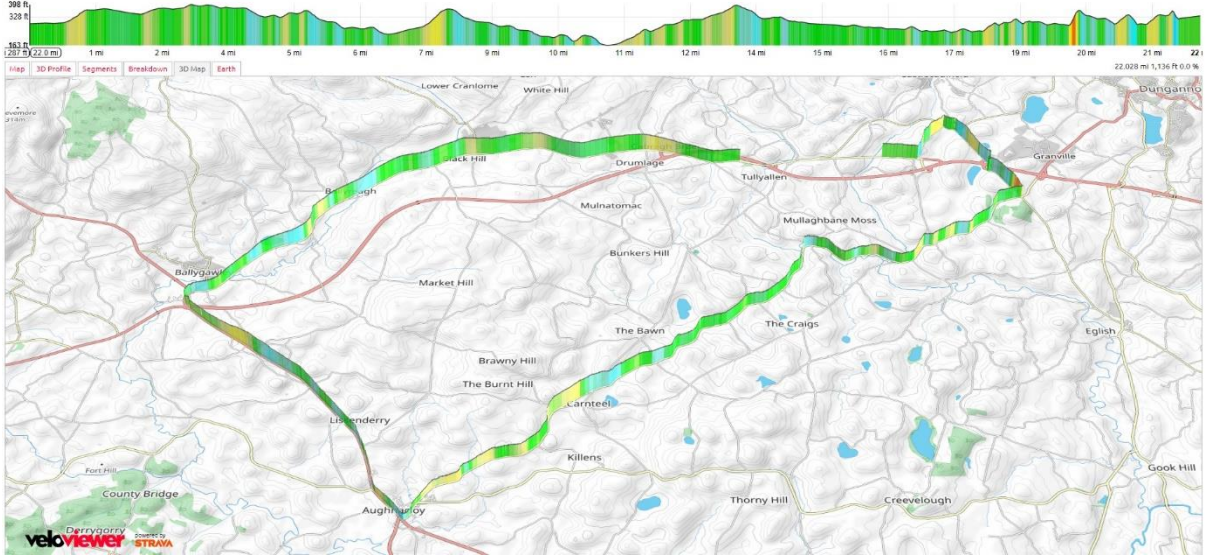 398 ft
328 ft
163 ft
287 ft 22.0 mi 1 mi 2 mi 3 mi 4 mi 5 mi 6 mi 7 mi 8 mi 9 mi 10 mi 11 mi 12 mi 13 mi 14 mi 15 mi 16 mi 17 mi 18 mi 19 mi 20 mi 21 mi 22
Map 3D Profile Segments Breakdown 3D Map Earth
22.028 mi 1,136 ft 0.0 %
Lower Cranlome
White Hill
Dunganno
Black Hill
Drumlage
Granville
Tullyallen
Mulnatomac
Mullaghbane Moss
Bunkers Hill
Ballygawl
Market Hill
The Bawn
The Craigs
Eglish
Brawny Hill
The Burnt Hill
Carnteel
Killens
Fort Hill
County Bridge
Thorny Hill
Creevelough
Gook Hill
Derrygorry
veloviewer
powered by
STRAVA